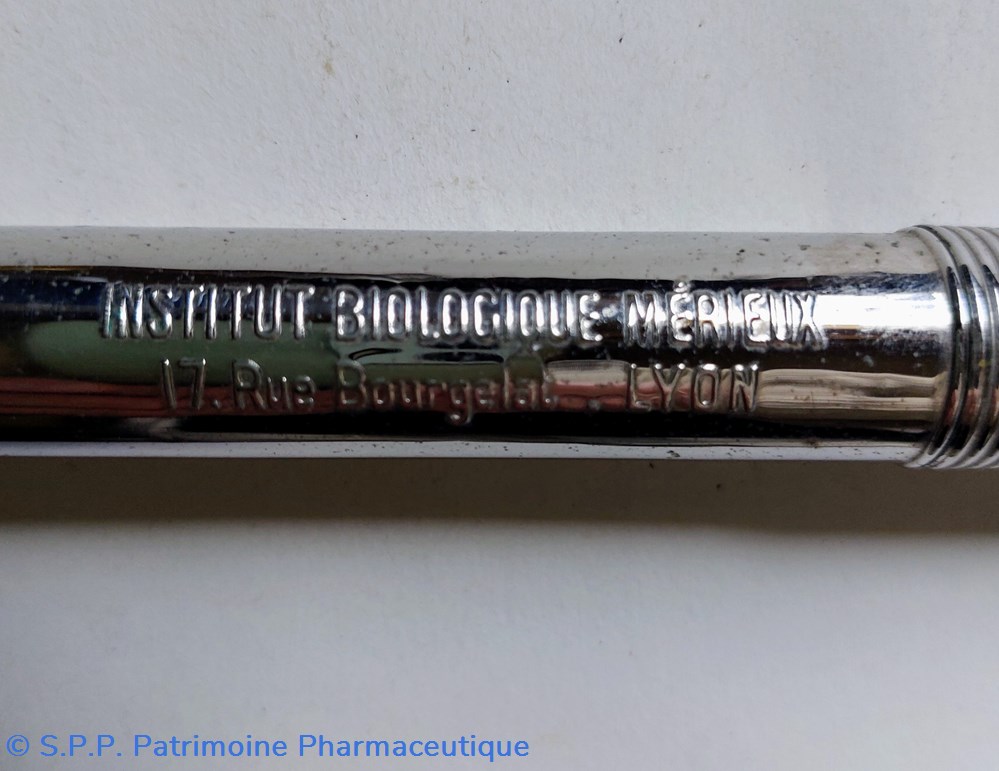 INSTITUT BIOLOGIQUE MÉRIEUX
17. Rue Bourgelat . LYON
© S.P.P. Patrimoine Pharmaceutique